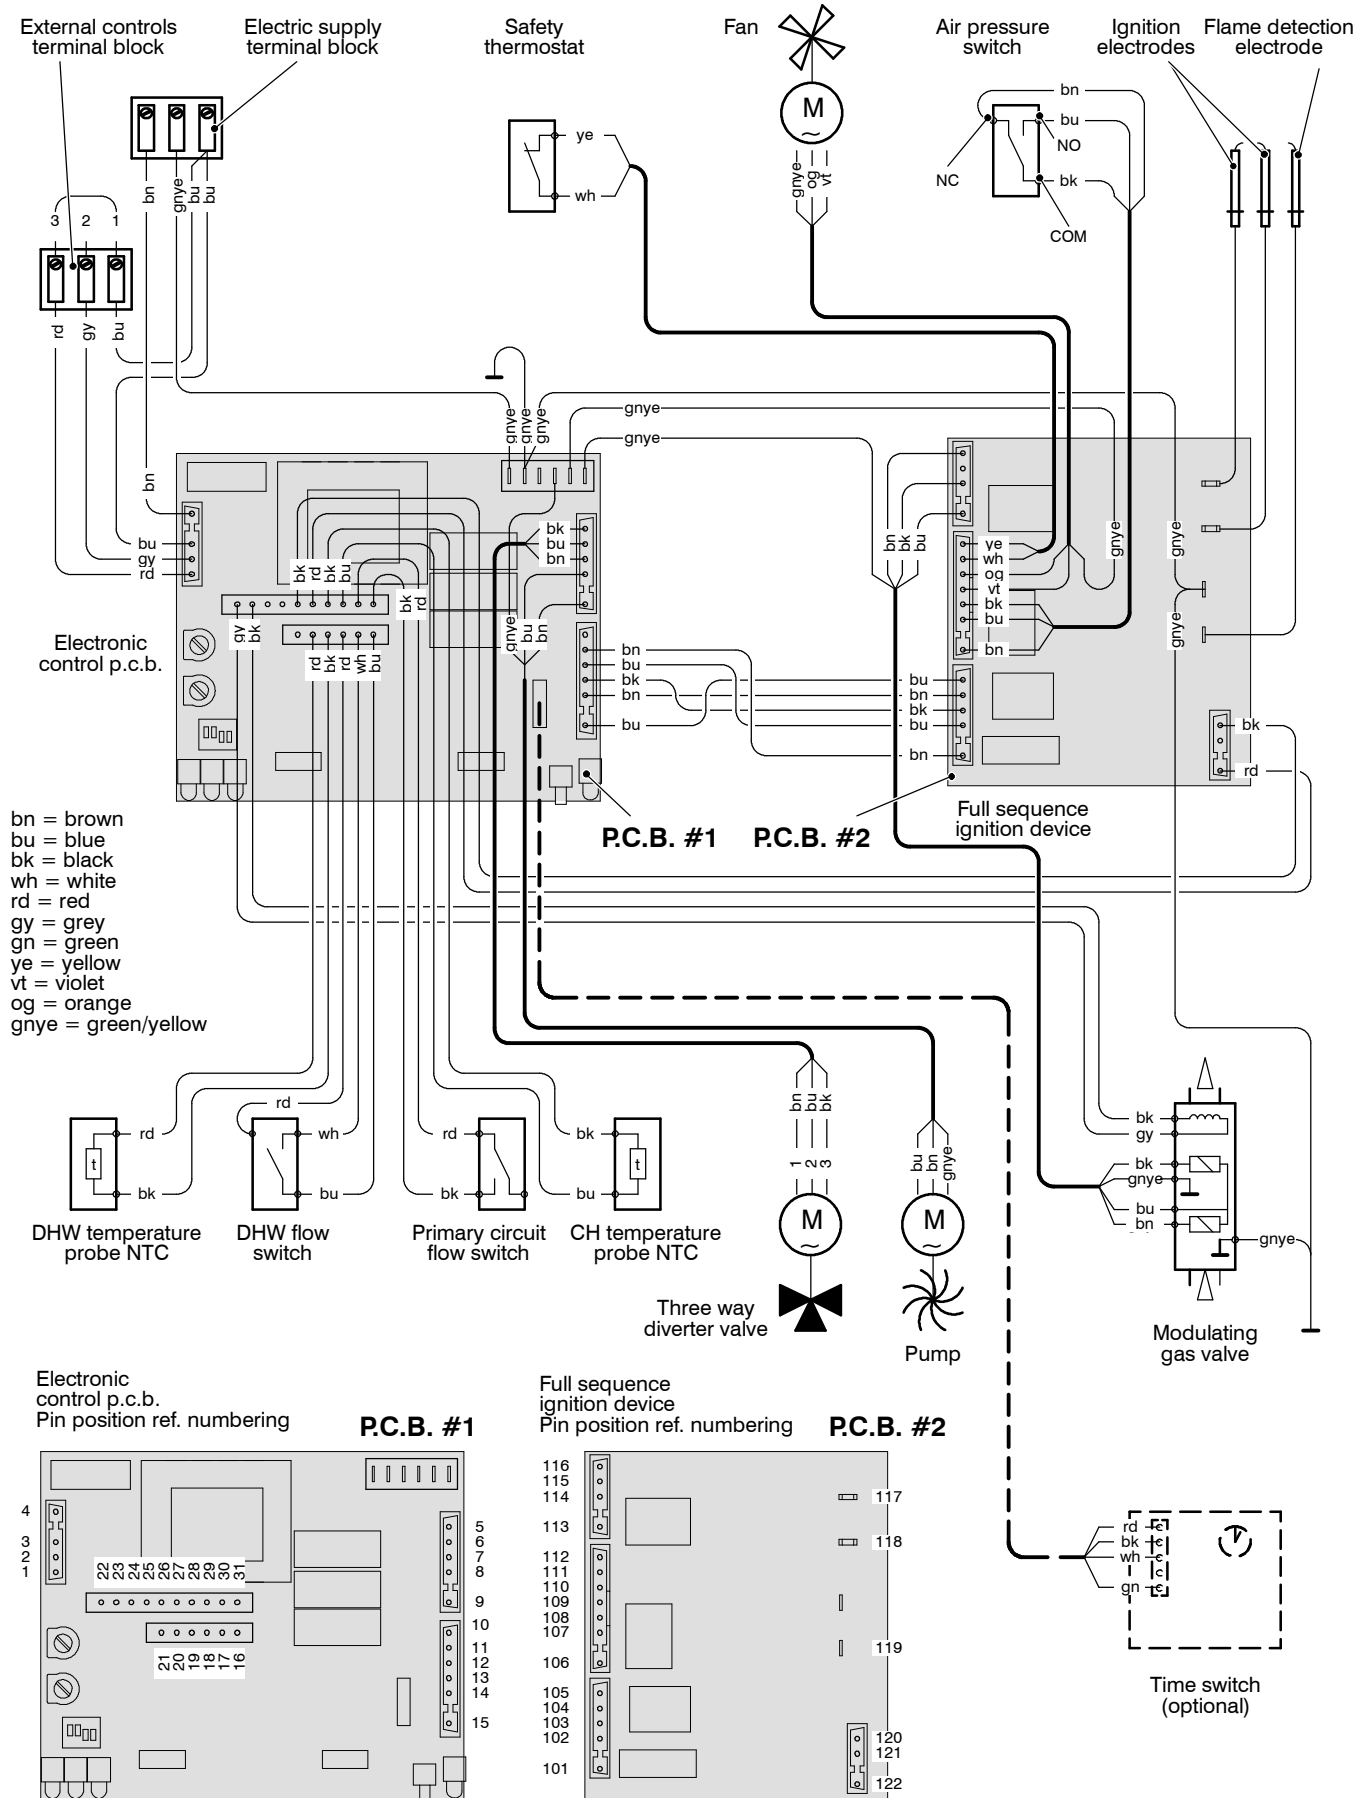 External controls
terminal block
Electric supply
terminal block
Safety
thermostat
Fan
Air pressure
switch
Ignition
electrodes
Flame detection
electrode
M
bn
bu
NO
bk
NC
COM
ye
wh
gnye
og
vt
bn
gnye
bu
bu
3 2 1
rd
gy
bu
gnye
gnye
gnye
gnye
gnye
bn
bu
gy
rd
bk
rd
bk
bu
bk
rd
gy
bk
rd
bk
rd
wh
bu
bk
bu
bn
gnye
bu
bn
bn
bu
bk
bn
bu
bn
bk
bu
ye
wh
og
vt
bk
bu
bn
gnye
gnye
gnye
bu
bn
bk
bu
bn
bk
rd
Electronic
control p.c.b.
P.C.B. #1
P.C.B. #2
Full sequence
ignition device
bn = brown
bu = blue
bk = black
wh = white
rd = red
gy = grey
gn = green
ye = yellow
vt = violet
og = orange
gnye = green/yellow
rd
bk
t
DHW temperature
probe NTC
rd
wh
bu
DHW flow
switch
rd
bk
Primary circuit
flow switch
bk
bu
t
CH temperature
probe NTC
bn
bu
bk
1
2
3
M
Three way
diverter valve
bu
bn
gnye
M
Pump
bk
gy
bk
gnye
bu
bn
gnye
Modulating
gas valve
Electronic
control p.c.b.
Pin position ref. numbering
P.C.B. #1
4
3
2
1
22
23
24
25
26
27
28
29
30
31
21
20
19
18
17
16
5
6
7
8
9
10
11
12
13
14
15
Full sequence
ignition device
Pin position ref. numbering
P.C.B. #2
116
115
114
113
112
111
110
109
108
107
106
105
104
103
102
101
117
118
119
120
121
122
rd
bk
wh
gn
Time switch
(optional)